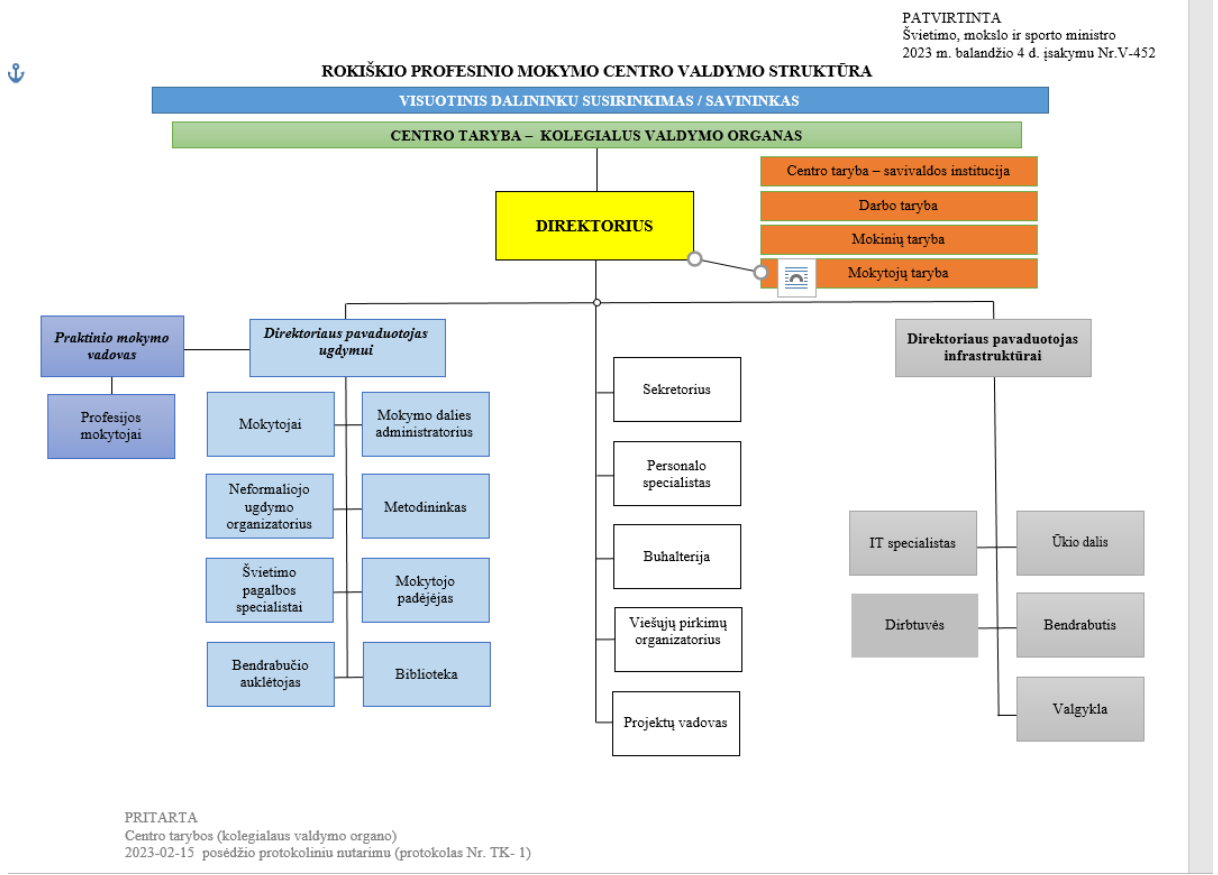 PATVIRTINTA
Švietimo, mokslo ir sporto ministro
2023 m. balandžio 4 d. įsakymu Nr.V-452
ROKIŠKIO PROFESINIO MOKYMO CENTRO VALDYMO STRUKTŪRA
VISUOTINIS DALININKŲ SUSIRINKIMAS / SAVININKAS
CENTRO TARYBA – KOLEGIALUS VALDYMO ORGANAS
Centro taryba – savivaldos institucija
Darbo taryba
Mokinių taryba
Mokytojų taryba
DIREKTORIUS
Praktinio mokymo
vadovas
Profesijos
mokytojai
Direktoriaus pavaduotojas
ugdymui
Mokytojai
Mokymo dalies
administratorius
Neformaliojo
ugdymo
organizatorius
Metodininkas
Švietimo
pagalbos
specialistai
Mokytojo
padėjėjas
Bendrabučio
auklėtojas
Biblioteka
Sekretorius
Personalo
specialistas
Buhalterija
Viešųjų pirkimų
organizatorius
Projektų vadovas
Direktoriaus pavaduotojas
infrastruktūrai
IT specialistas
Ūkio dalis
Dirbtuvės
Bendrabutis
Valgykla
PRITARTA
Centro tarybos (kolegialaus valdymo organo)
2023-02-15 posėdžio protokoliniu nutarimu (protokolas Nr. TK- 1)